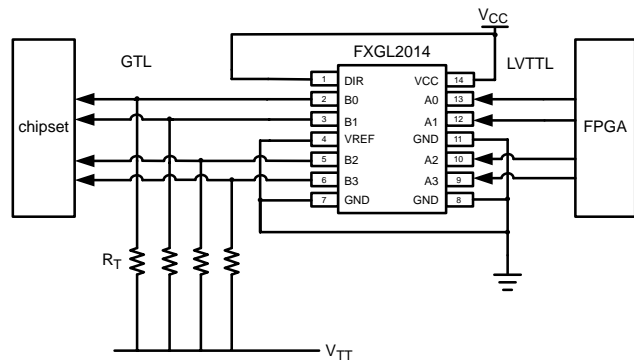 VCC
FXGL2014
GTL
LVTTL
1 DIR VCC 14
2 B0 A0 13
3 B1 A1 12
4 VREF GND 11
5 B2 A2 10
6 B3 A3 9
7 GND GND 8
chipset
FPGA
RT
VTT